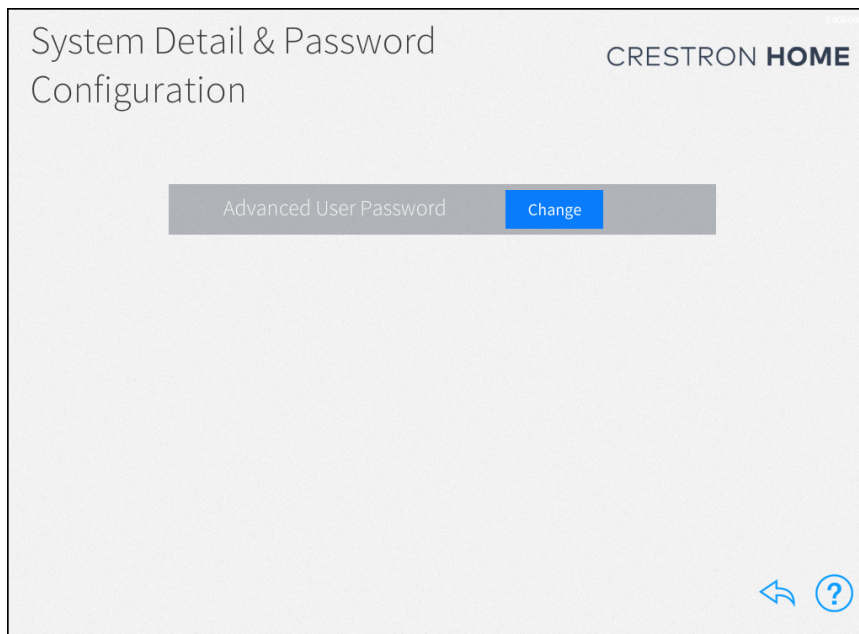 System Detail & Password
Configuration
CRESTRON HOME
Advanced User Password
Change
?